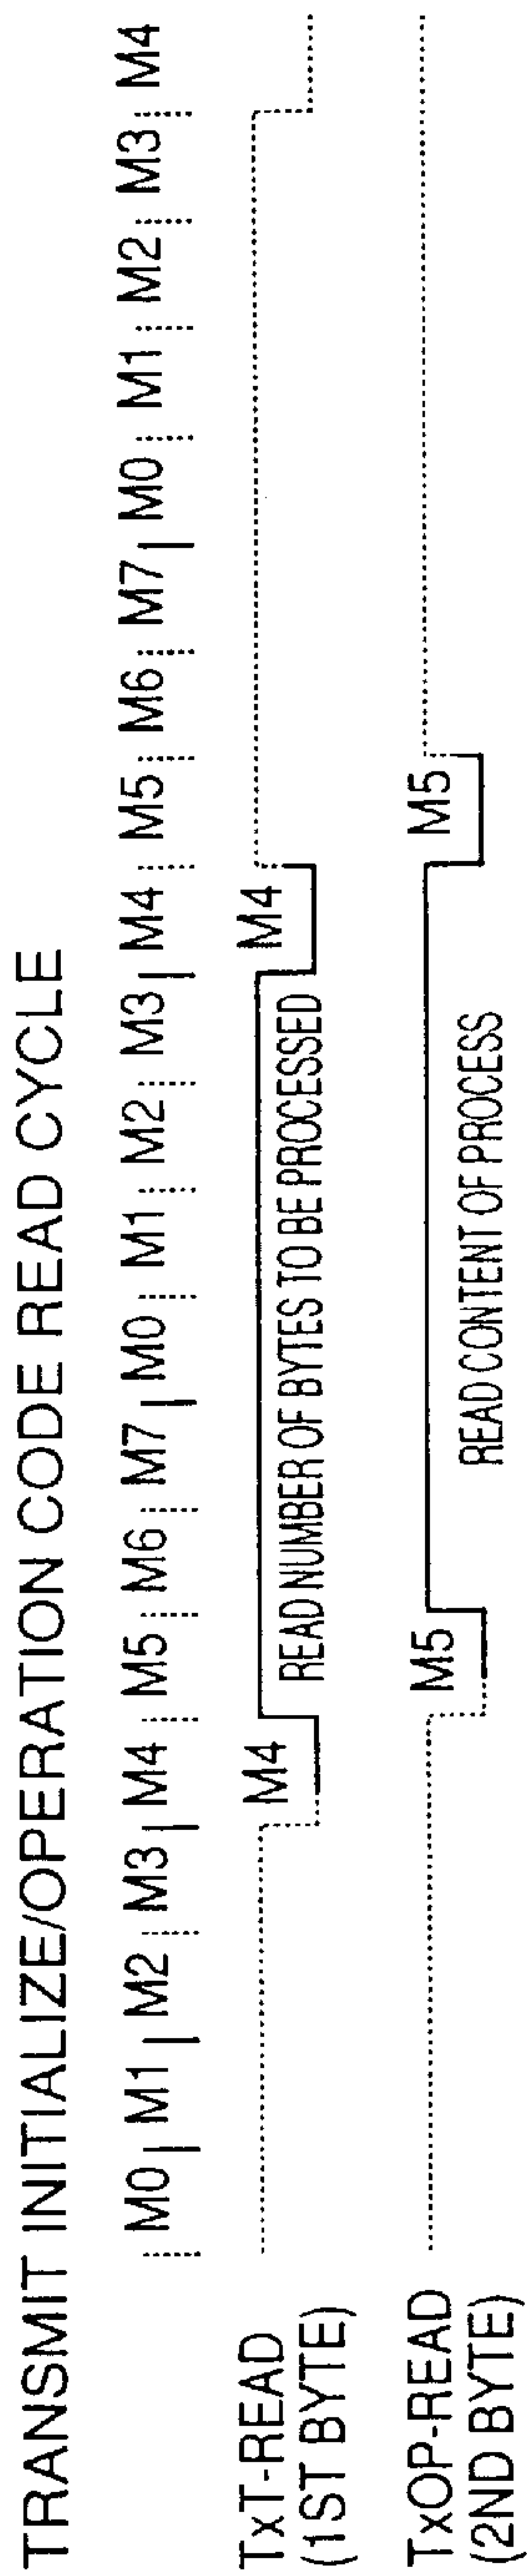 TRANSMIT INITIALIZE/OPERATION CODE READ CYCLE
M0 M1 M2 M3 M4 M5 M6 M7 M0 M1 M2 M3 M4 M5 M6 M7 M0 M1 M2 M3 M4
TxT-READ
(1ST BYTE)
M4
READ NUMBER OF BYTES TO BE PROCESSED
M4
TxOP-READ
(2ND BYTE)
M5
READ CONTENT OF PROCESS
M5